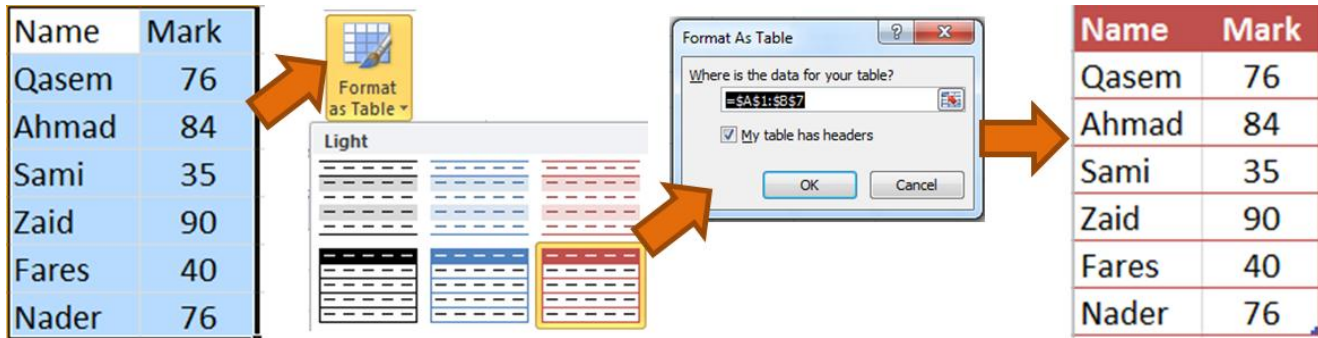 Name Mark
Qasem 76
Ahmad 84
Sami 35
Zaid 90
Fares 40
Nader 76
Format
as Table
Light
Format As Table
Where is the data for your table?
=$A$1:$B$7
My table has headers
OK Cancel
Name Mark
Qasem 76
Ahmad 84
Sami 35
Zaid 90
Fares 40
Nader 76